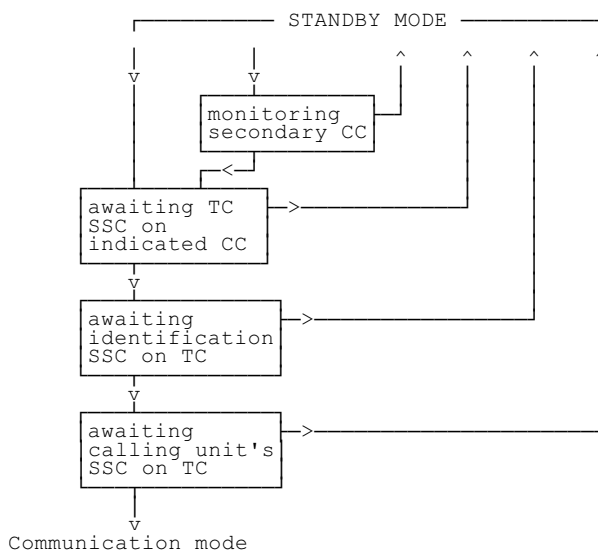 STANDBY MODE
monitoring
secondary CC
awaiting TC
SSC on
indicated CC
awaiting
identification
SSC on TC
awaiting
calling unit's
SSC on TC
Communication mode